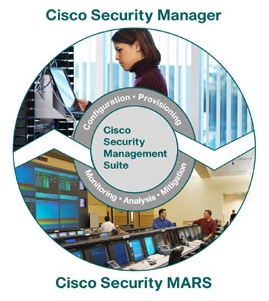 Cisco Security Manager
Configuration • Provisioning
Cisco
Security
Management
Suite
Monitoring • Analysis • Mitigation
Cisco Security MARS